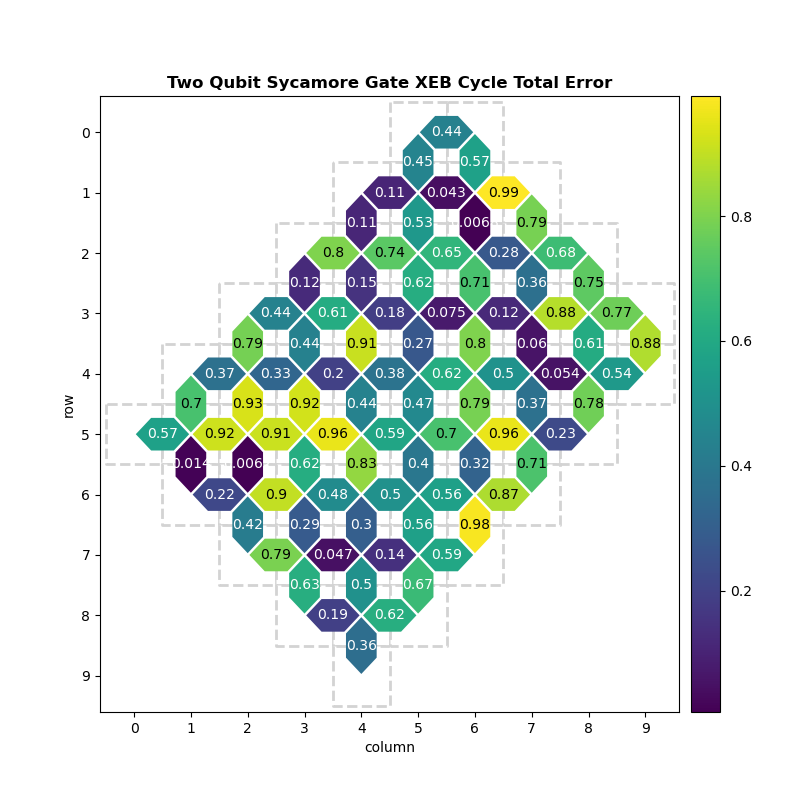 Two Qubit Sycamore Gate XEB Cycle Total Error
0.44
0
0.45 0.57
0.11 0.043 0.99
1
0.11 0.53 .006 0.79
0.8 0.74 0.65 0.28 0.68
2
0.12 0.15 0.62 0.71 0.36 0.75
0.44 0.61 0.18 0.075 0.12 0.88 0.77
3
0.79 0.44 0.91 0.27 0.8 0.06 0.61 0.88
0.37 0.33 0.2 0.38 0.62 0.5 0.054 0.54
4
0.7 0.93 0.92 0.44 0.47 0.79 0.37 0.78
0.57 0.92 0.91 0.96 0.59 0.7 0.96 0.23
5
0.014 .006 0.62 0.83 0.4 0.32 0.71
0.22 0.9 0.48 0.5 0.56 0.87
6
0.42 0.29 0.3 0.56 0.98
0.79 0.047 0.14 0.59
7
0.63 0.5 0.67
0.19 0.62
8
0.36
9
row
0 1 2 3 4 5 6 7 8 9
column
0.8
0.6
0.4
0.2